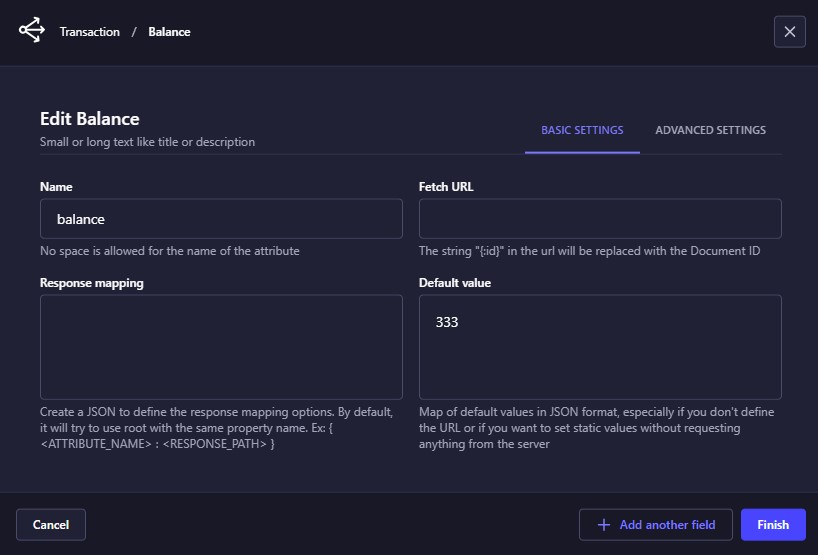 Transaction / Balance
Edit Balance
Small or long text like title or description
BASIC SETTINGS
ADVANCED SETTINGS
Name
balance
No space is allowed for the name of the attribute
Fetch URL
The string "{:id}" in the url will be replaced with the Document ID
Response mapping
Create a JSON to define the response mapping options. By default,
it will try to use root with the same property name. Ex: {
<ATTRIBUTE_NAME> : <RESPONSE_PATH> }
Default value
333
Map of default values in JSON format, especially if you don't define
the URL or if you want to set static values without requesting
anything from the server
Cancel
Add another field
Finish